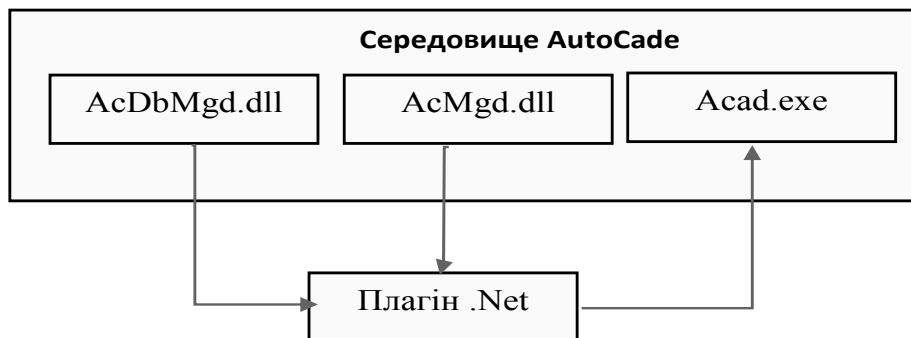 Середовище AutoCade
AcDbMgd.dll
AcMgd.dll
Acad.exe
Плагін .Net